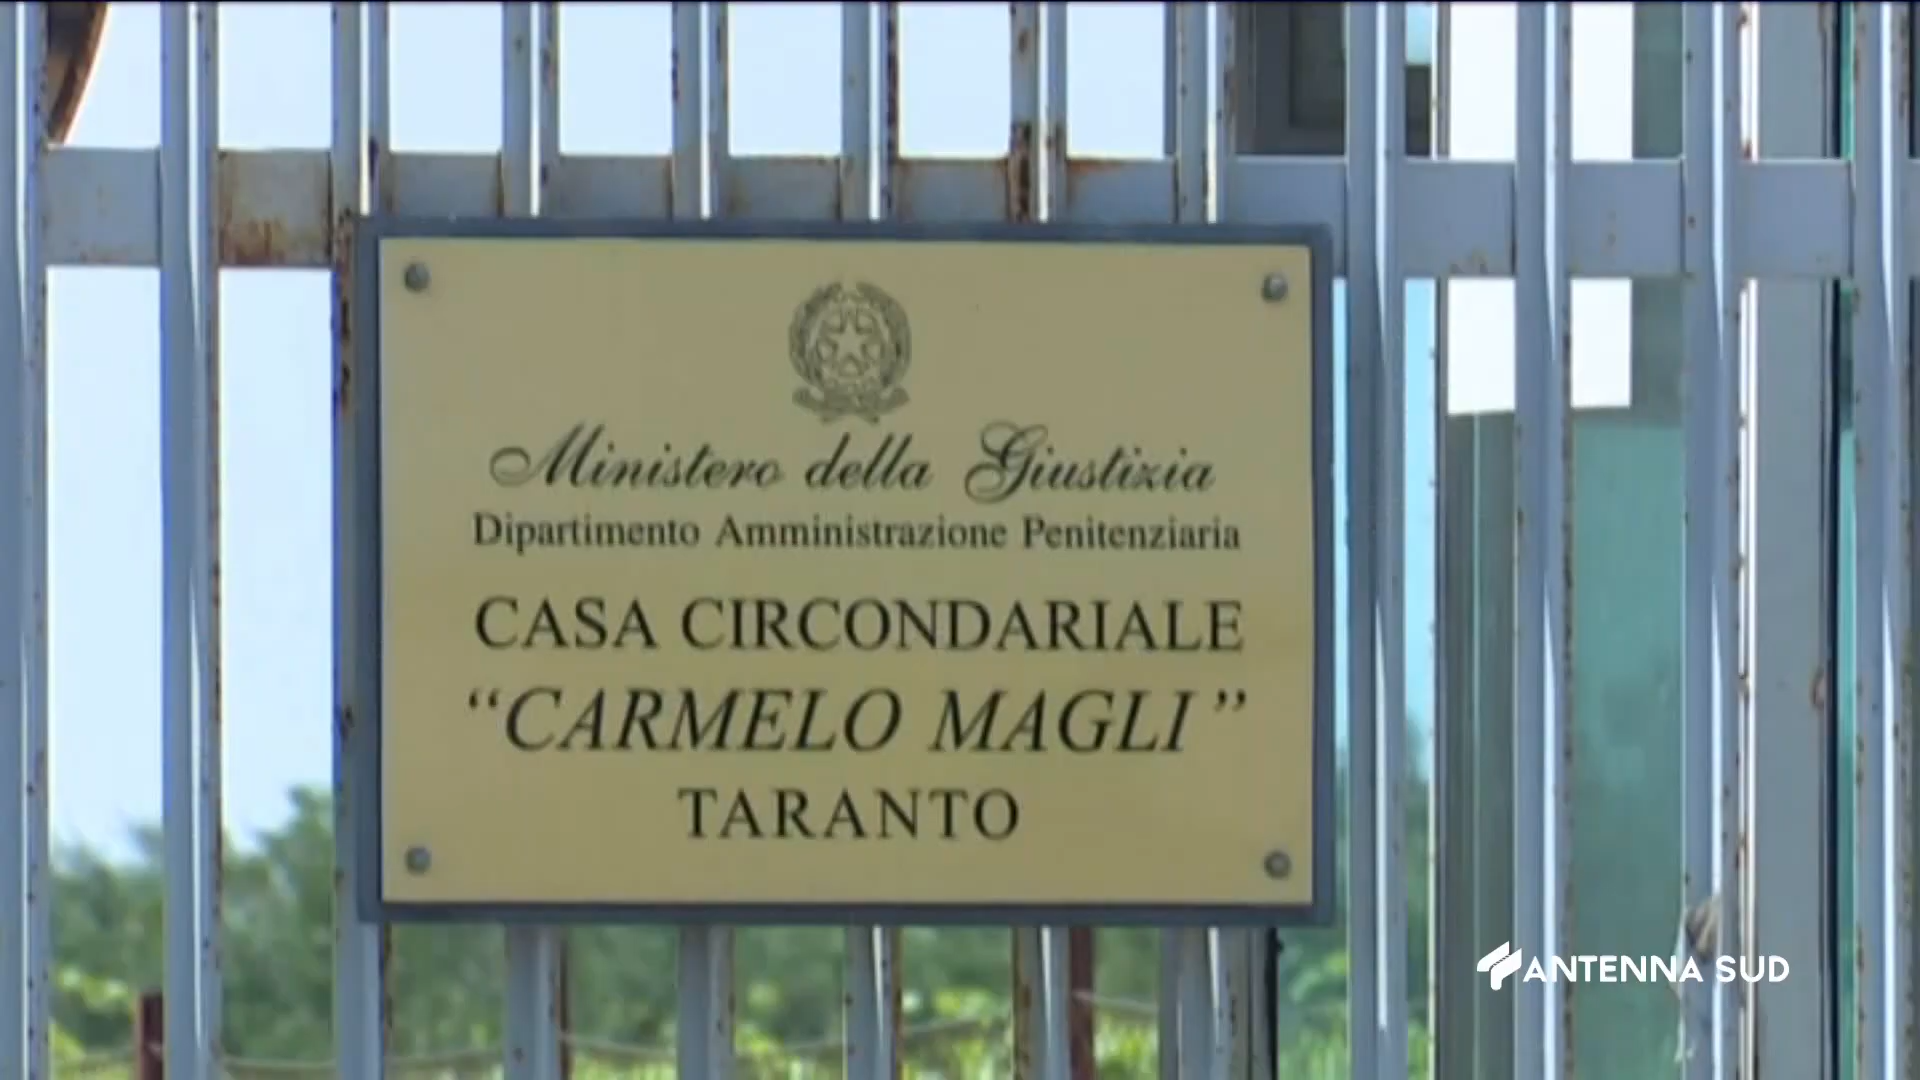 Ministero della Giustizia
Dipartimento Amministrazione Penitenziaria
CASA CIRCONDARIALE
“CARMELO MAGLI”
TARANTO
ANTENNA SUD